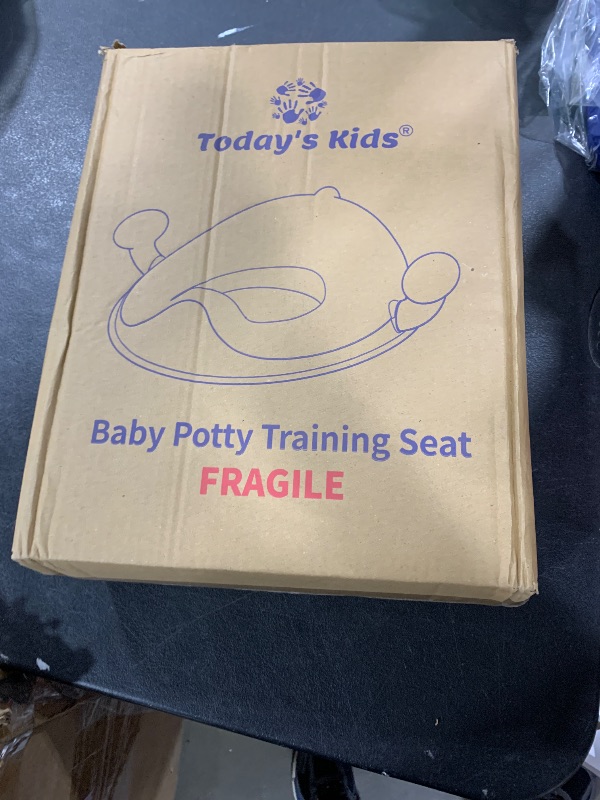 Today's Kids®
Baby Potty Training Seat
FRAGILE